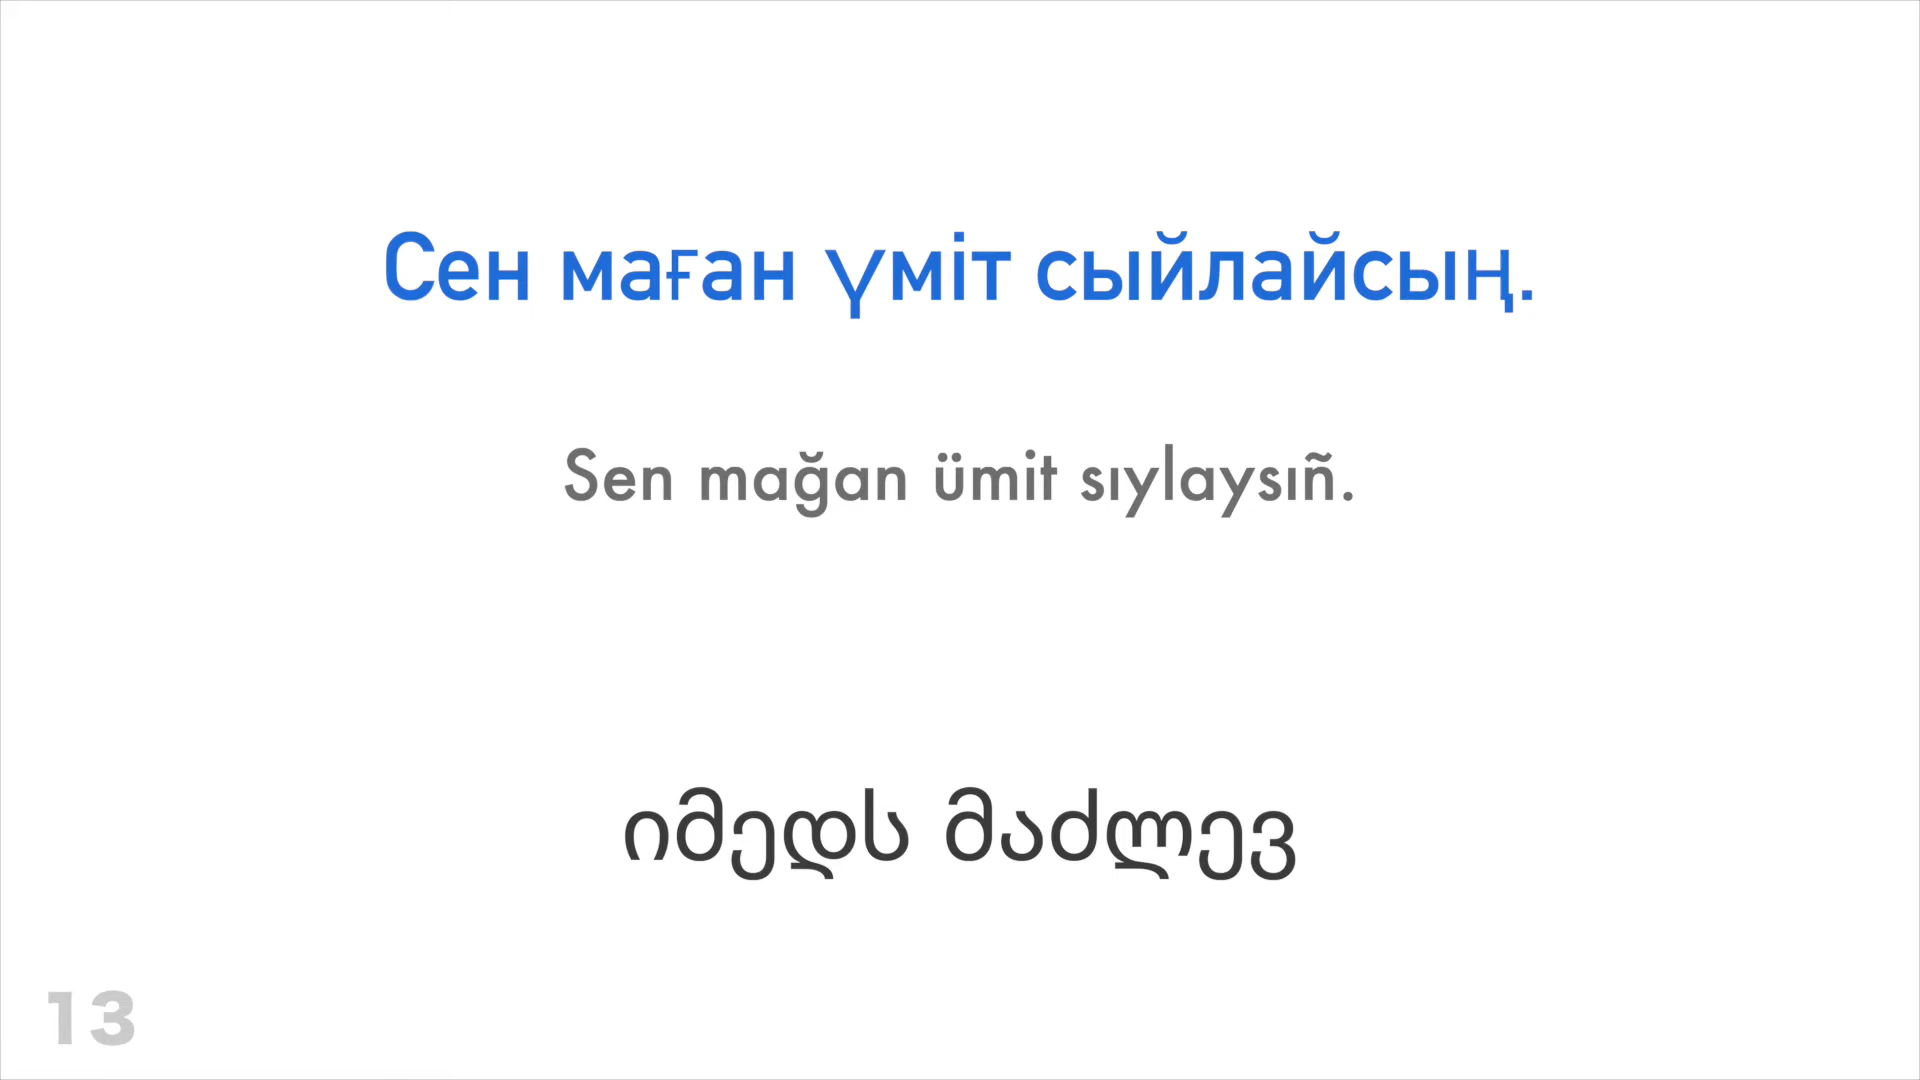 Сен маған үміт сыйлайсың.
Sen mağan ümit sıylaysıñ.
იმედს მაძლევ
13